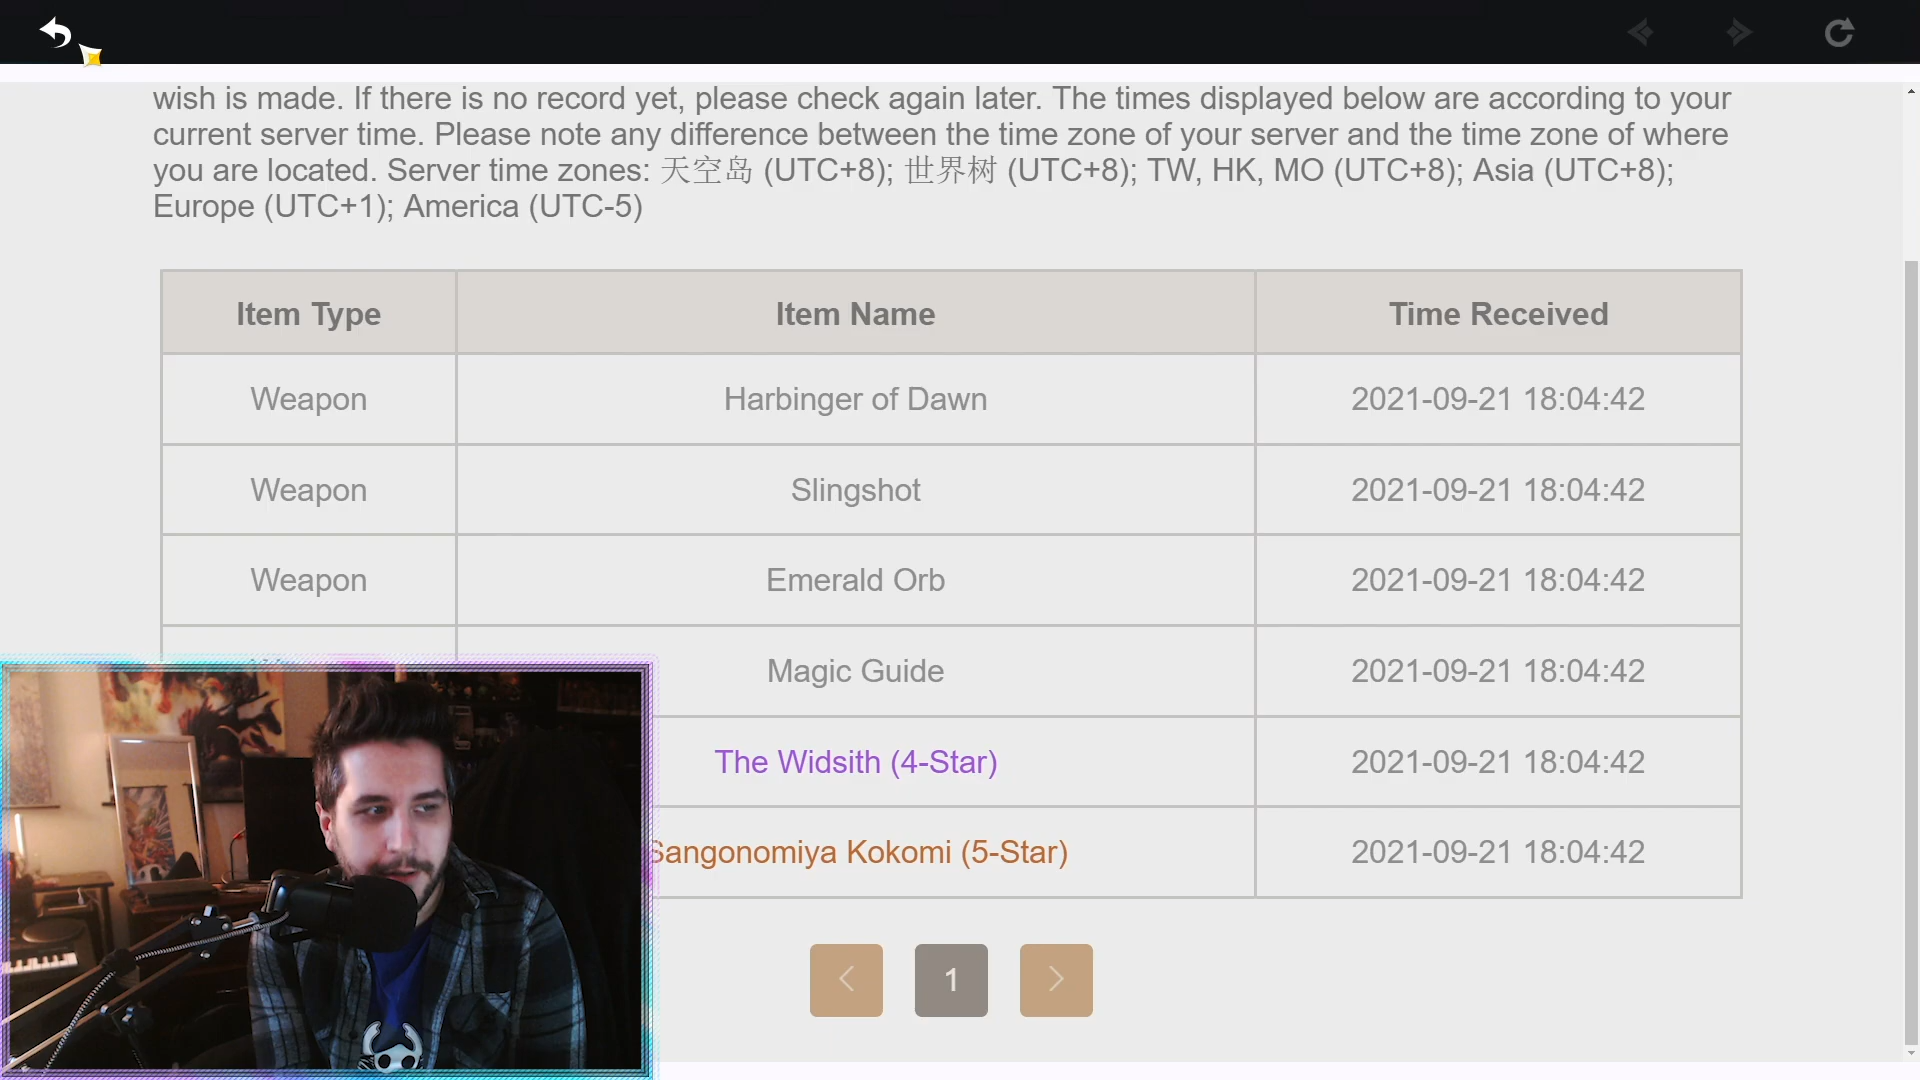 wish is made. If there is no record yet, please check again later. The times displayed below are according to your
current server time. Please note any difference between the time zone of your server and the time zone of where
you are located. Server time zones: 天空岛 (UTC+8); 世界树 (UTC+8); TW, HK, MO (UTC+8); Asia (UTC+8);
Europe (UTC+1); America (UTC-5)
Item Type Item Name Time Received
Weapon Harbinger of Dawn 2021-09-21 18:04:42
Weapon Slingshot 2021-09-21 18:04:42
Weapon Emerald Orb 2021-09-21 18:04:42
Magic Guide 2021-09-21 18:04:42
The Widsith (4-Star) 2021-09-21 18:04:42
Sangonomiya Kokomi (5-Star) 2021-09-21 18:04:42
1